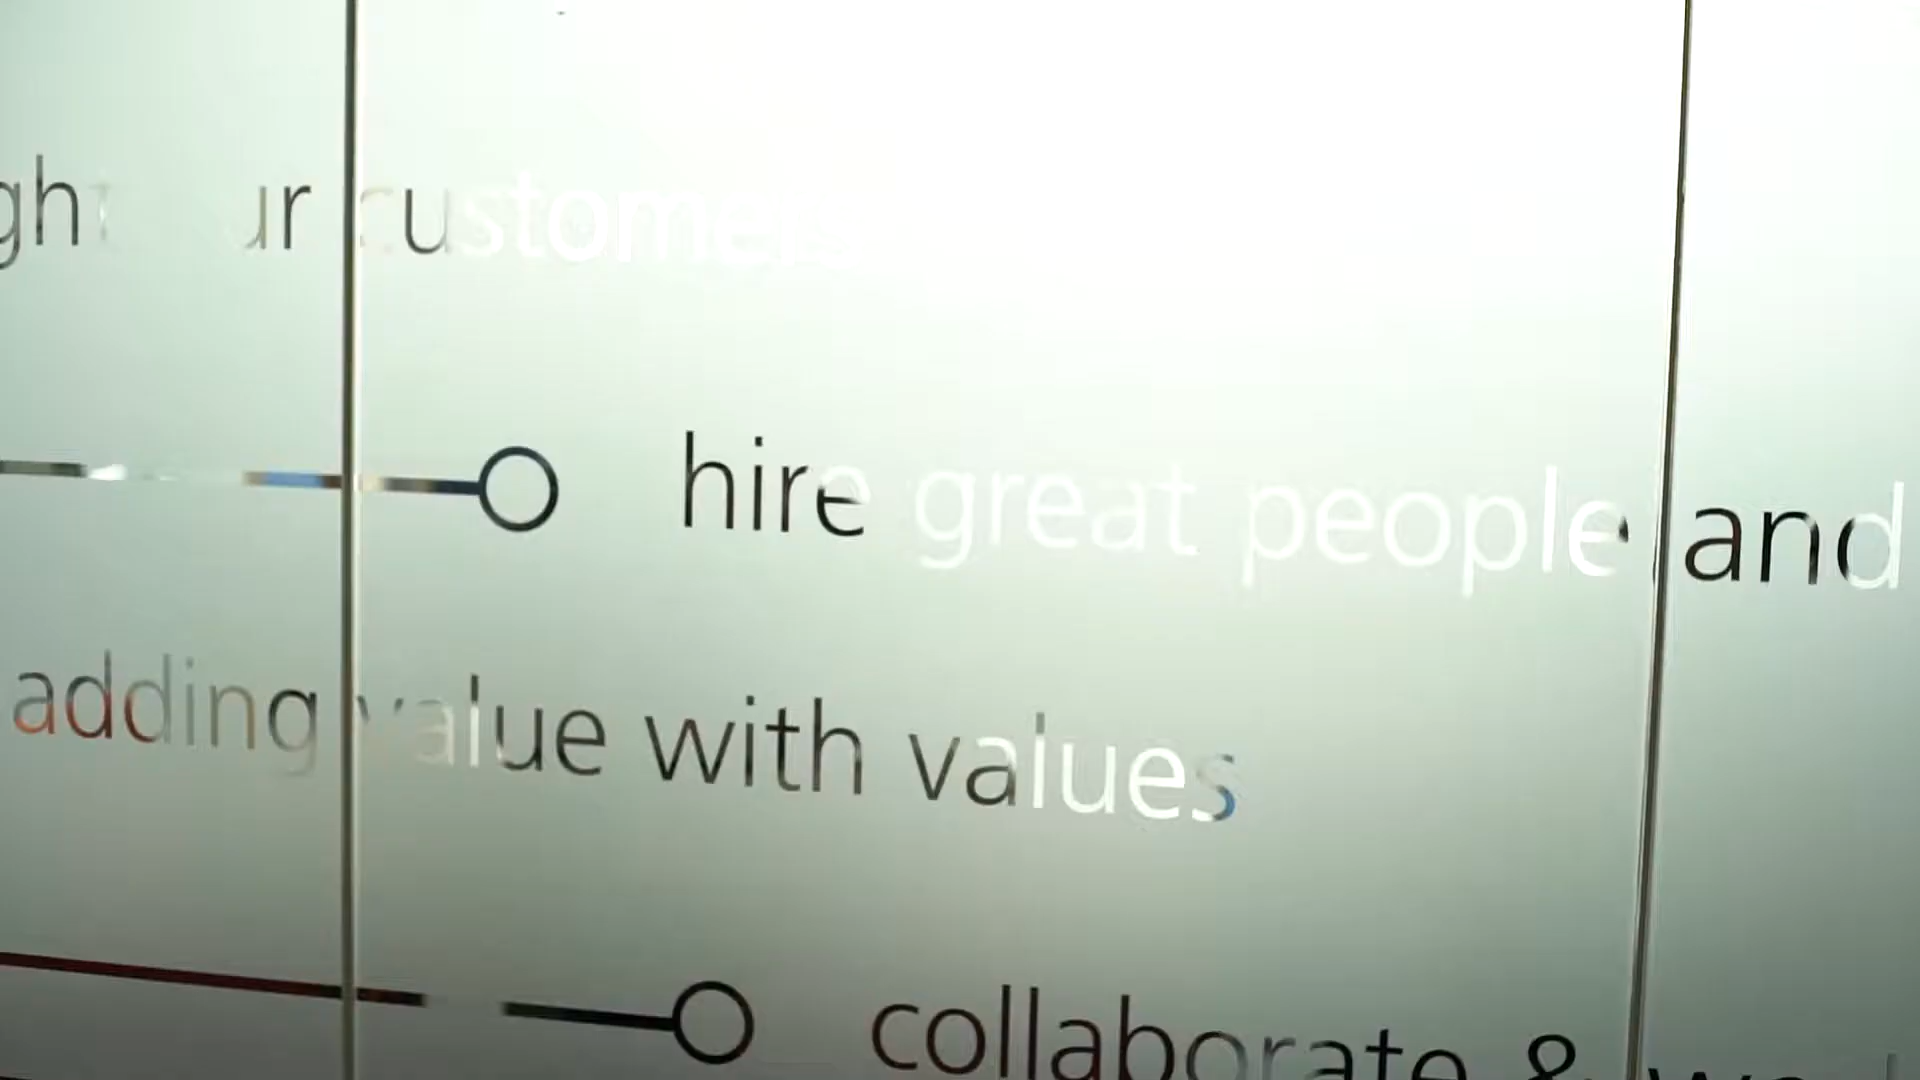 ur customers
hire great people and
adding value with values
collaborate &